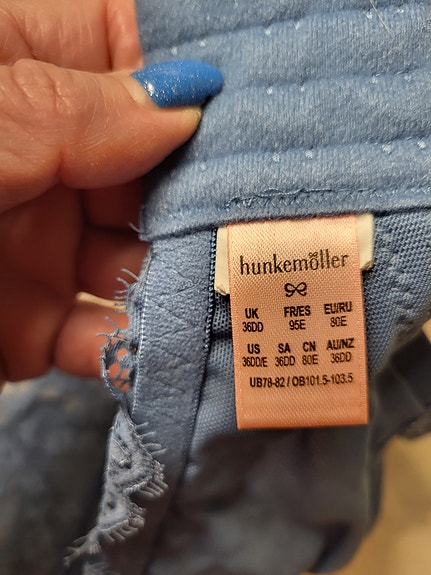 hunkemöller
UK FR/ES EU/RU
36DD 95E 80E
US SA CN AU/NZ
36DD/E 36DD 80E 36DD
UB78-82 / OB101.5-103.5